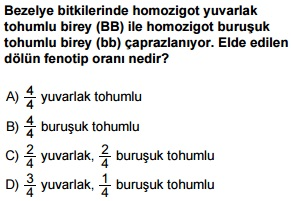 Bezelye bitkilerinde homozigot yuvarlak
tohumlu birey (BB) ile homozigot buruşuk
tohumlu birey (bb) çaprazlanıyor. Elde edilen
dölün fenotip oranı nedir?
A) 4/4 yuvarlak tohumlu
B) 4/4 buruşuk tohumlu
C) 2/4 yuvarlak, 2/4 buruşuk tohumlu
D) 3/4 yuvarlak, 1/4 buruşuk tohumlu